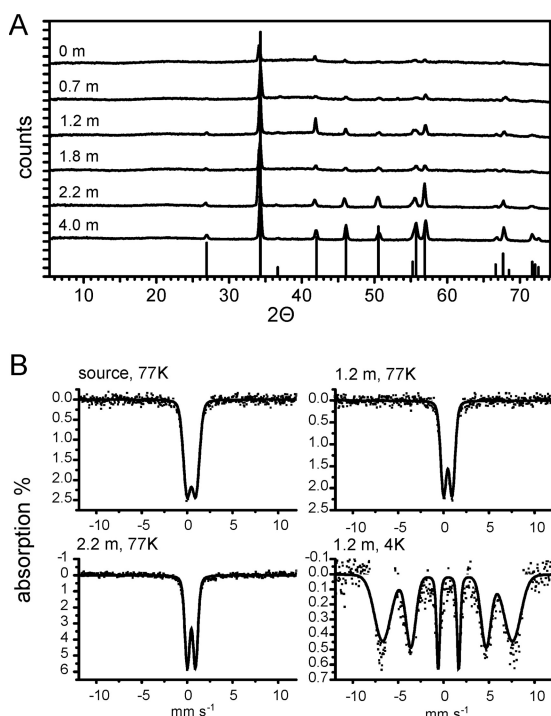 A
counts
0 m
0.7 m
1.2 m
1.8 m
2.2 m
4.0 m
10 20 30 40 50 60 70
2Θ
B
absorption %
source, 77K
0.0
0.5
1.0
1.5
2.0
2.5
-10 -5 0 5 10
1.2 m, 77K
0.0
0.5
1.0
1.5
2.0
2.5
-10 -5 0 5 10
2.2 m, 77K
-1
0
1
2
3
4
5
6
-10 -5 0 5 10
mm s-1
1.2 m, 4K
-0.1
0.0
0.1
0.2
0.3
0.4
0.5
0.6
0.7
-10 -5 0 5 10
mm s-1